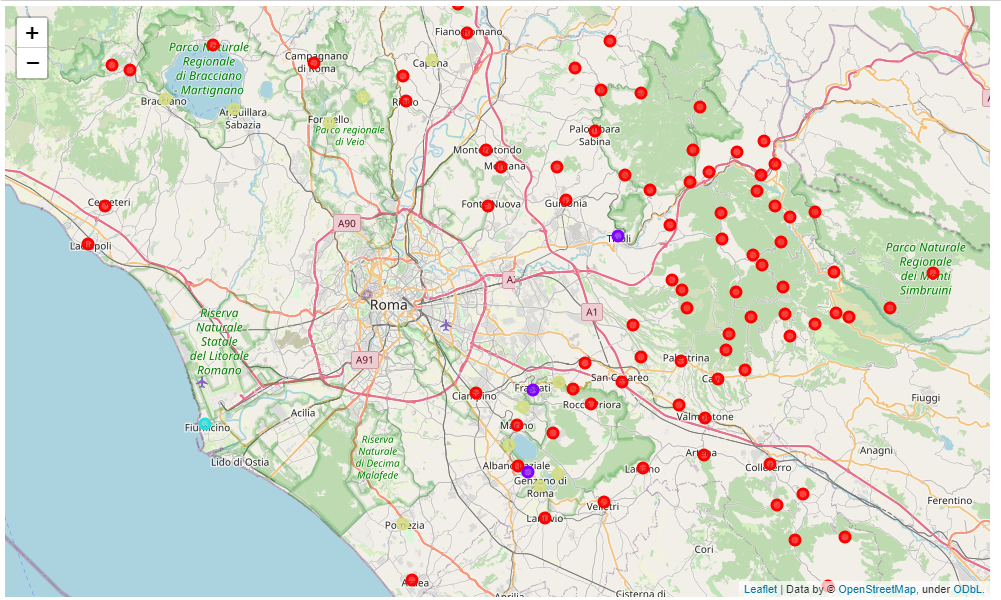 +
−
Fiano Romano
Parco Naturale
Regionale
di Bracciano
Martignano
Campagnano
di Roma
Capena
Bracciano
Anguillara
Sabazia
Formello
Parco regionale
di Veio
Riano
Palombara
Sabina
Monterotondo
Mentana
Cerveteri
Fonte Nuova
Guidonia
A90
Ladispoli
Tivoli
Parco Naturale
Regionale
dei Monti
Simbruini
Roma
A1
Riserva
Naturale
Statale
del Litorale
Romano
A91
Palestrina
San Cesareo
Cave
Ciampino
Frascati
Rocca Priora
Fiuggi
Fiumicino
Acilia
Marino
Valmontone
Riserva
Naturale
di Decima
Malafede
Lido di Ostia
Albano Laziale
Genzano di
Roma
Lariano
Artena
Colleferro
Anagni
Ferentino
Velletri
Lanuvio
Pomezia
Cori
Ardea
Aprilia
Cisterna di
Leaflet | Data by © OpenStreetMap, under ODbL.